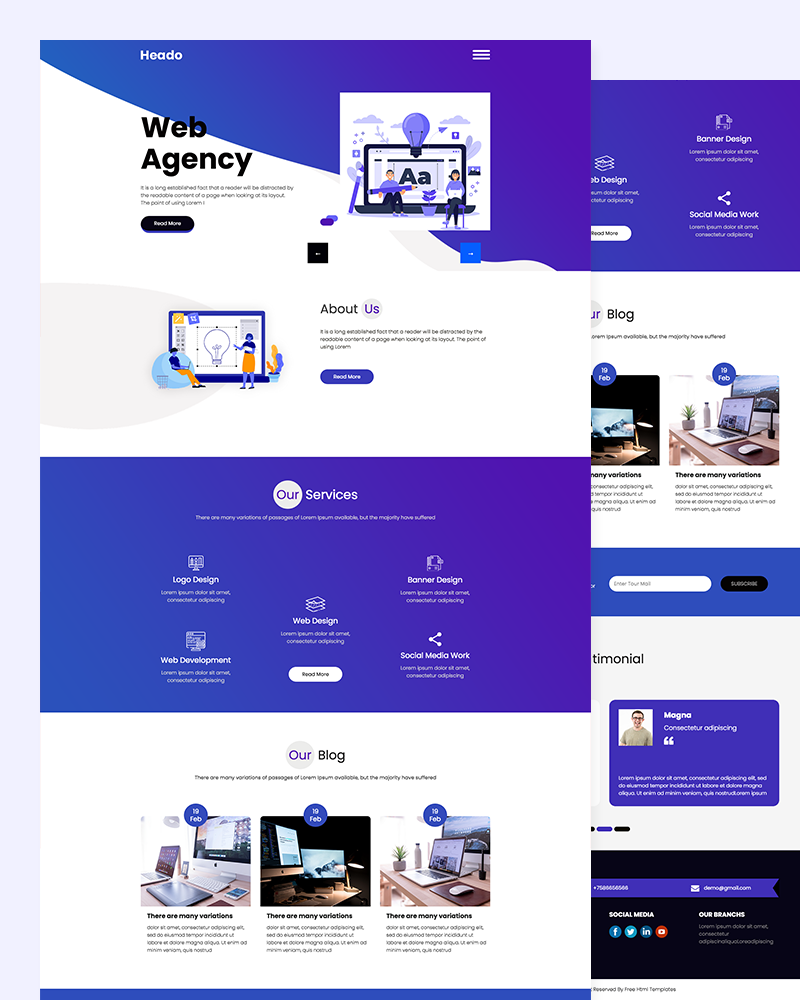 Heado
Web
Agency
It is a long established fact that a reader will be distracted by
the readable content of a page when looking at its layout.
The point of using Lorem I
Read More
Aa
←
→
About Us
It is a long established fact that a reader will be distracted by the
readable content of a page when looking at its layout. The point of
using Lorem
Read More
Our Services
There are many variations of passages of Lorem Ipsum available, but the majority have suffered
Logo Design
Lorem ipsum dolor sit amet,
consectetur adipiscing
Web Design
Lorem ipsum dolor sit amet,
consectetur adipiscing
Banner Design
Lorem ipsum dolor sit amet,
consectetur adipiscing
Web Development
Lorem ipsum dolor sit amet,
consectetur adipiscing
Read More
Social Media Work
Lorem ipsum dolor sit amet,
consectetur adipiscing
Our Blog
There are many variations of passages of Lorem Ipsum available, but the majority have suffered
19
Feb
There are many variations
dolor sit amet, consectetur adipiscing elit,
sed do eiusmod tempor incididunt ut
labore et dolore magna aliqua. Ut enim ad
minim veniam, quis nostrud
19
Feb
There are many variations
dolor sit amet, consectetur adipiscing elit,
sed do eiusmod tempor incididunt ut
labore et dolore magna aliqua. Ut enim ad
minim veniam, quis nostrud
19
Feb
There are many variations
dolor sit amet, consectetur adipiscing elit,
sed do eiusmod tempor incididunt ut
labore et dolore magna aliqua. Ut enim ad
minim veniam, quis nostrud
Banner Design
Lorem ipsum dolor sit amet,
consectetur adipiscing
eb Design
sum dolor sit amet,
ctetur adipiscing
Read More
Social Media Work
Lorem ipsum dolor sit amet,
consectetur adipiscing
ur Blog
Lorem Ipsum available, but the majority have suffered
19
Feb
many variations
consectetur adipiscing elit,
d tempor incididunt ut
e magna aliqua. Ut enim ad
quis nostrud
19
Feb
There are many variations
dolor sit amet, consectetur adipiscing elit,
sed do eiusmod tempor incididunt ut
labore et dolore magna aliqua. Ut enim ad
minim veniam, quis nostrud
or
Enter Your Mail
SUBSCRIBE
timonial
Magna
Consectetur adipiscing
Lorem ipsum dolor sit amet, consectetur adipiscing elit, sed
do eiusmod tempor incididunt ut labore et dolore magna
aliqua. Ut enim ad minim veniam, quis nostrudLorem ipsum
+7586656566
demo@gmail.com
SOCIAL MEDIA
OUR BRANCHS
Lorem ipsum dolor sit amet,
consectetur
adipiscinaliquaLoreadipiscing
Reserved By Free Html Templates